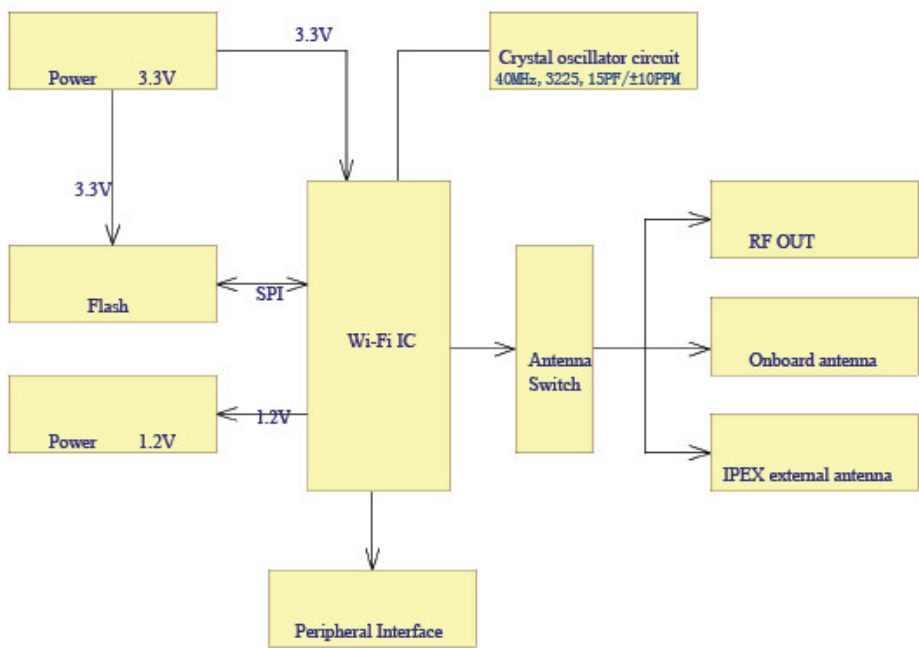 3.3V
Crystal oscillator circuit
40MHz, 3225, 15PF/±10PPM
Power 3.3V
3.3V
RF OUT
SPI
Flash
Wi-Fi IC
Antenna
Switch
Onboard antenna
1.2V
Power 1.2V
IPEX external antenna
Peripheral Interface